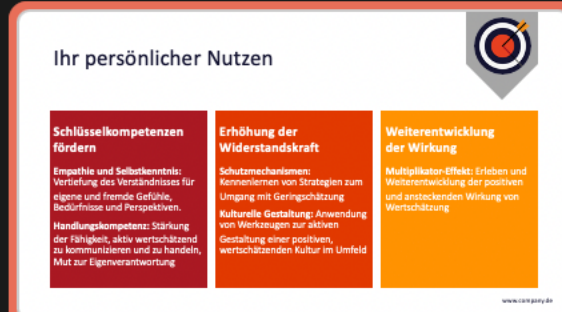 Ihr persönlicher Nutzen
Schlüsselkompetenzen
fördern
Empathie und Selbstkenntnis:
Vertiefung des Verständnisses für
eigene und fremde Gefühle,
Bedürfnisse und Perspektiven.
Handlungskompetenz: Stärkung
der Fähigkeit, aktiv wertschätzend
zu kommunizieren und zu handeln,
Mut zur Eigenverantwortung
Erhöhung der
Widerstandskraft
Schutzmechanismen:
Kennenlernen von Strategien zum
Umgang mit Geringschätzung
Kulturelle Gestaltung: Anwendung
von Werkzeugen zur aktiven
Gestaltung einer positiven,
wertschätzenden Kultur im Umfeld
Weiterentwicklung
der Wirkung
Multiplikator-Effekt: Erleben und
Weiterentwicklung der positiven
und ansteckenden Wirkung von
Wertschätzung
www.company.de